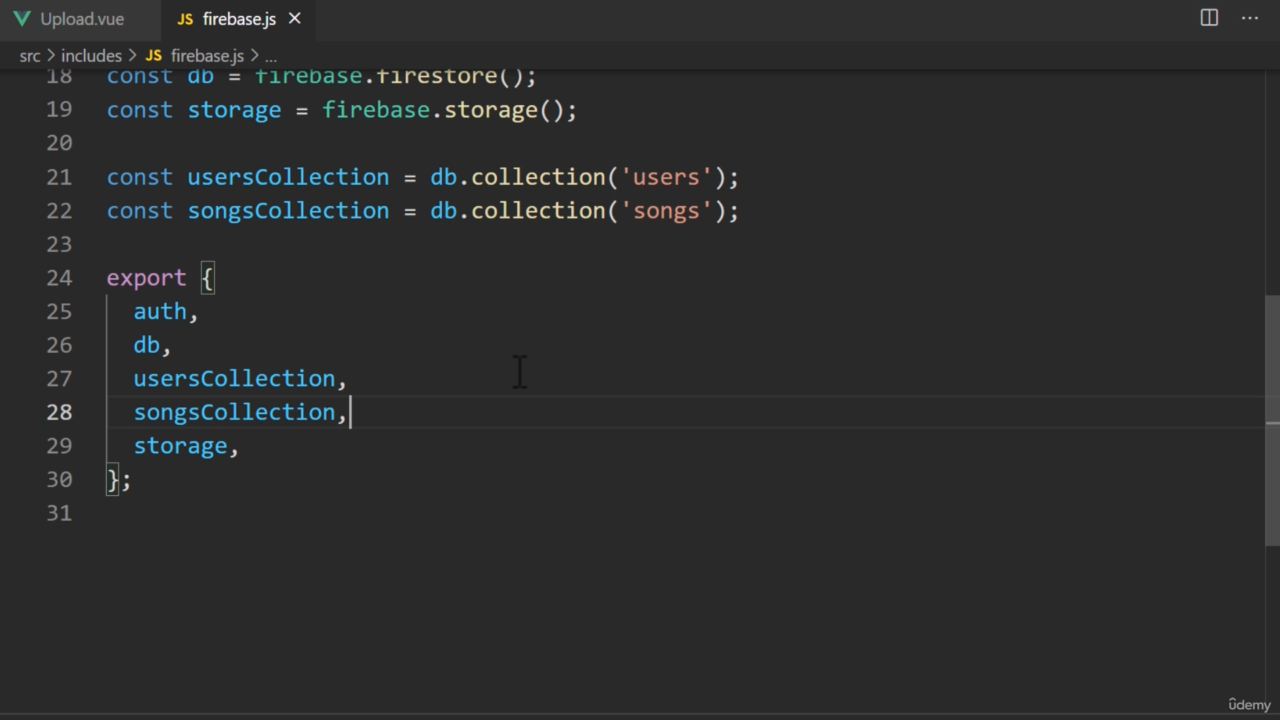 Upload.vue JS firebase.js ×
src > includes > JS firebase.js > ...
18 const db = firebase.firestore();
19 const storage = firebase.storage();
20
21 const usersCollection = db.collection('users');
22 const songsCollection = db.collection('songs');
23
24 export {
25 auth,
26 db,
27 usersCollection,
28 songsCollection,
29 storage,
30 };
31
ûdemy